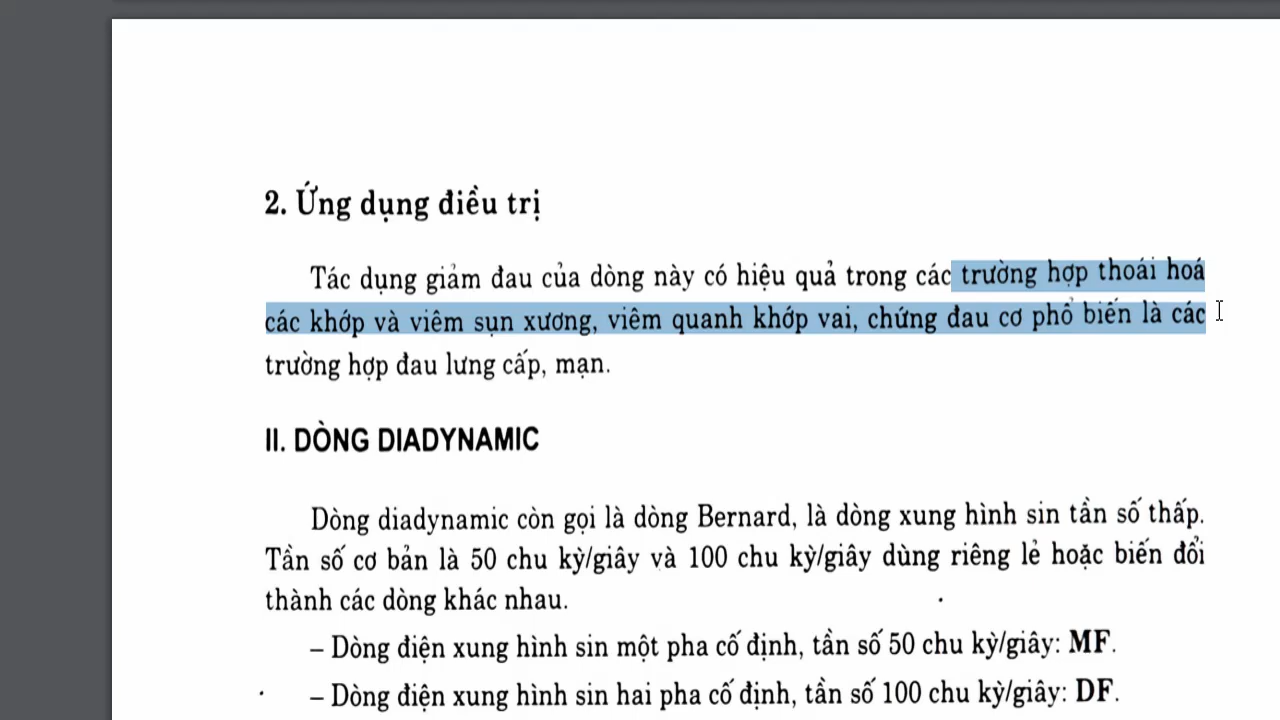 2. Ứng dụng điều trị
Tác dụng giảm đau của dòng này có hiệu quả trong các trường hợp thoái hoá
các khớp và viêm sụn xương, viêm quanh khớp vai, chứng đau cơ phổ biến là các
trường hợp đau lưng cấp, mạn.
II. DÒNG DIADYNAMIC
Dòng diadynamic còn gọi là dòng Bernard, là dòng xung hình sin tần số thấp.
Tần số cơ bản là 50 chu kỳ/giây và 100 chu kỳ/giây dùng riêng lẻ hoặc biến đổi
thành các dòng khác nhau.
– Dòng điện xung hình sin một pha cố định, tần số 50 chu kỳ/giây: MF.
– Dòng điện xung hình sin hai pha cố định, tần số 100 chu kỳ/giây: DF.